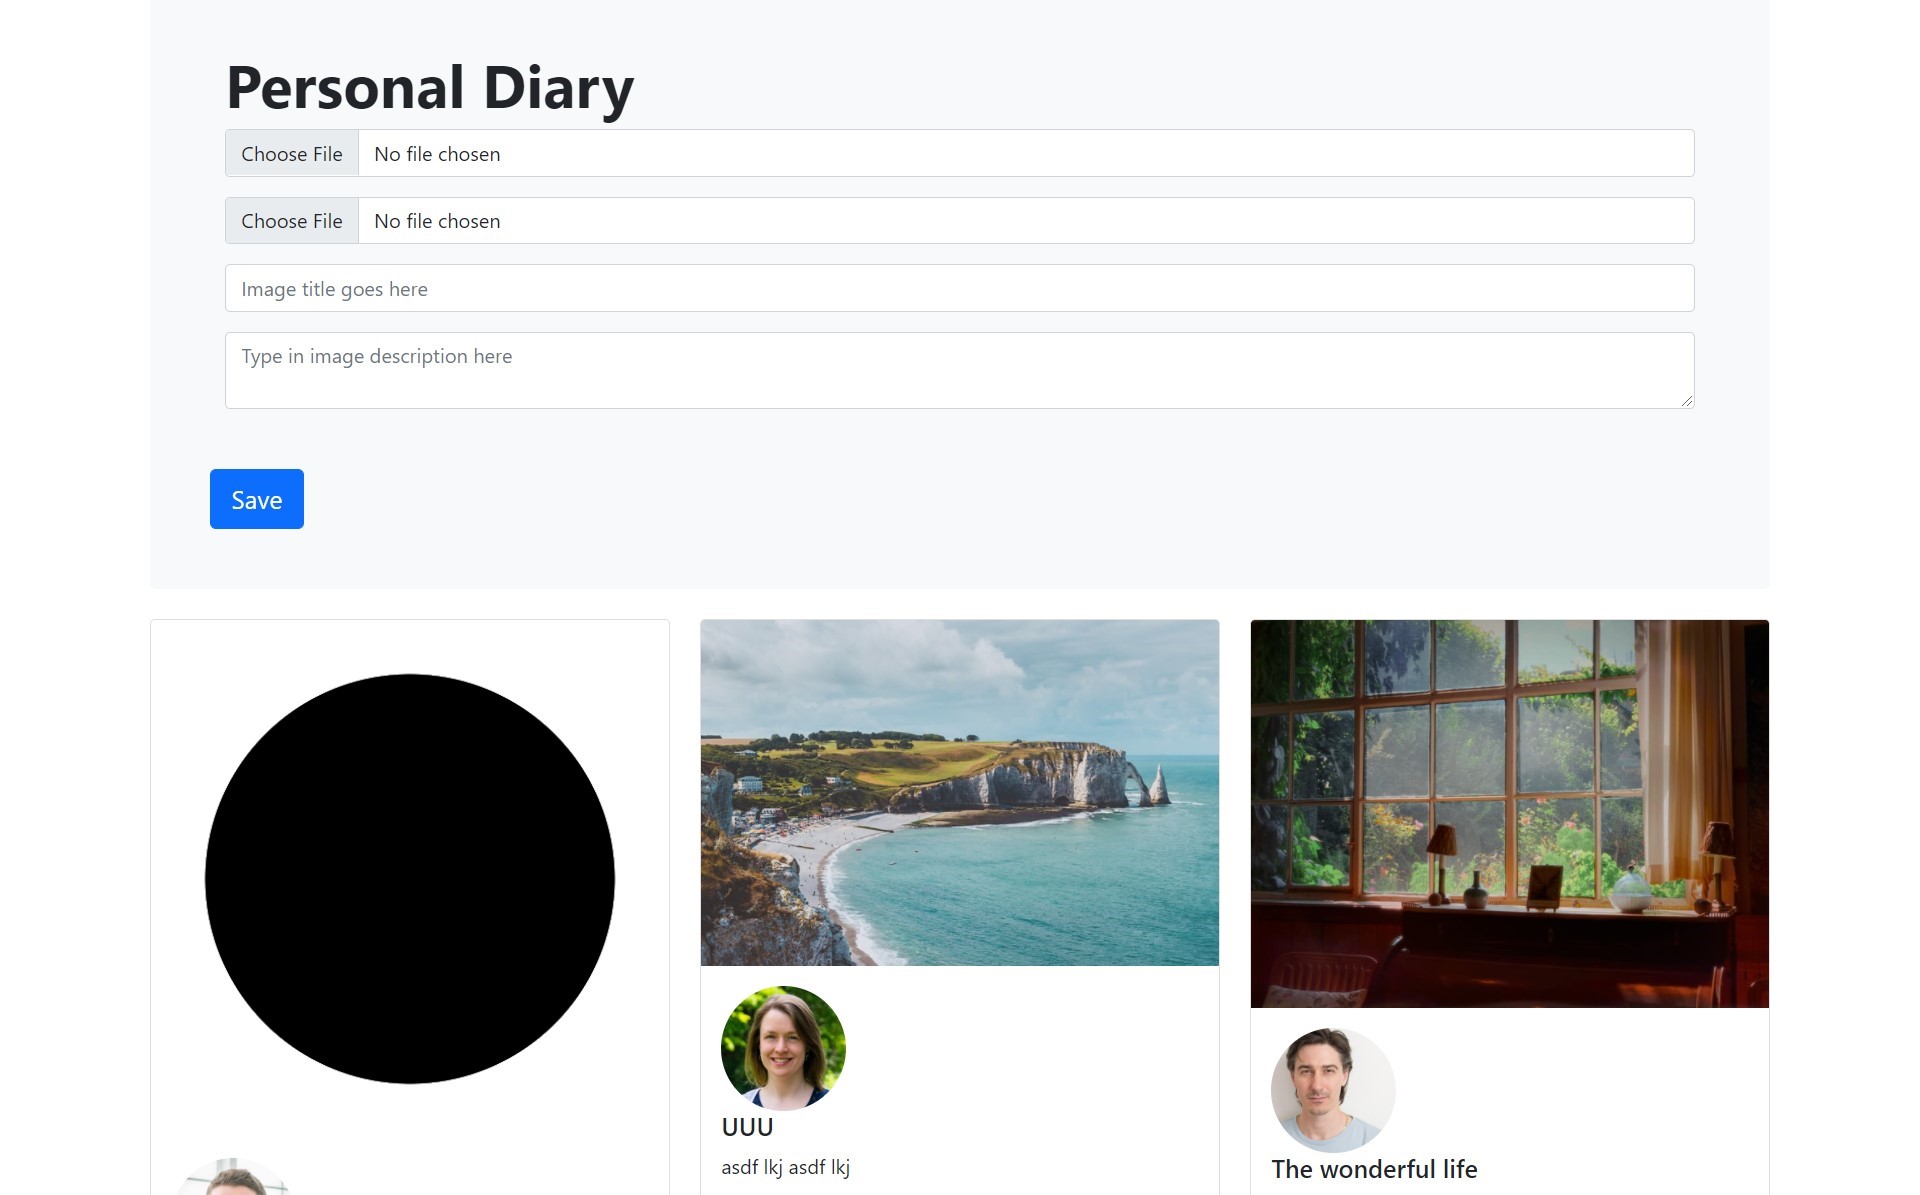 Personal Diary
Choose File No file chosen
Choose File No file chosen
Image title goes here
Type in image description here
Save
UUU
asdf lkj asdf lkj
The wonderful life